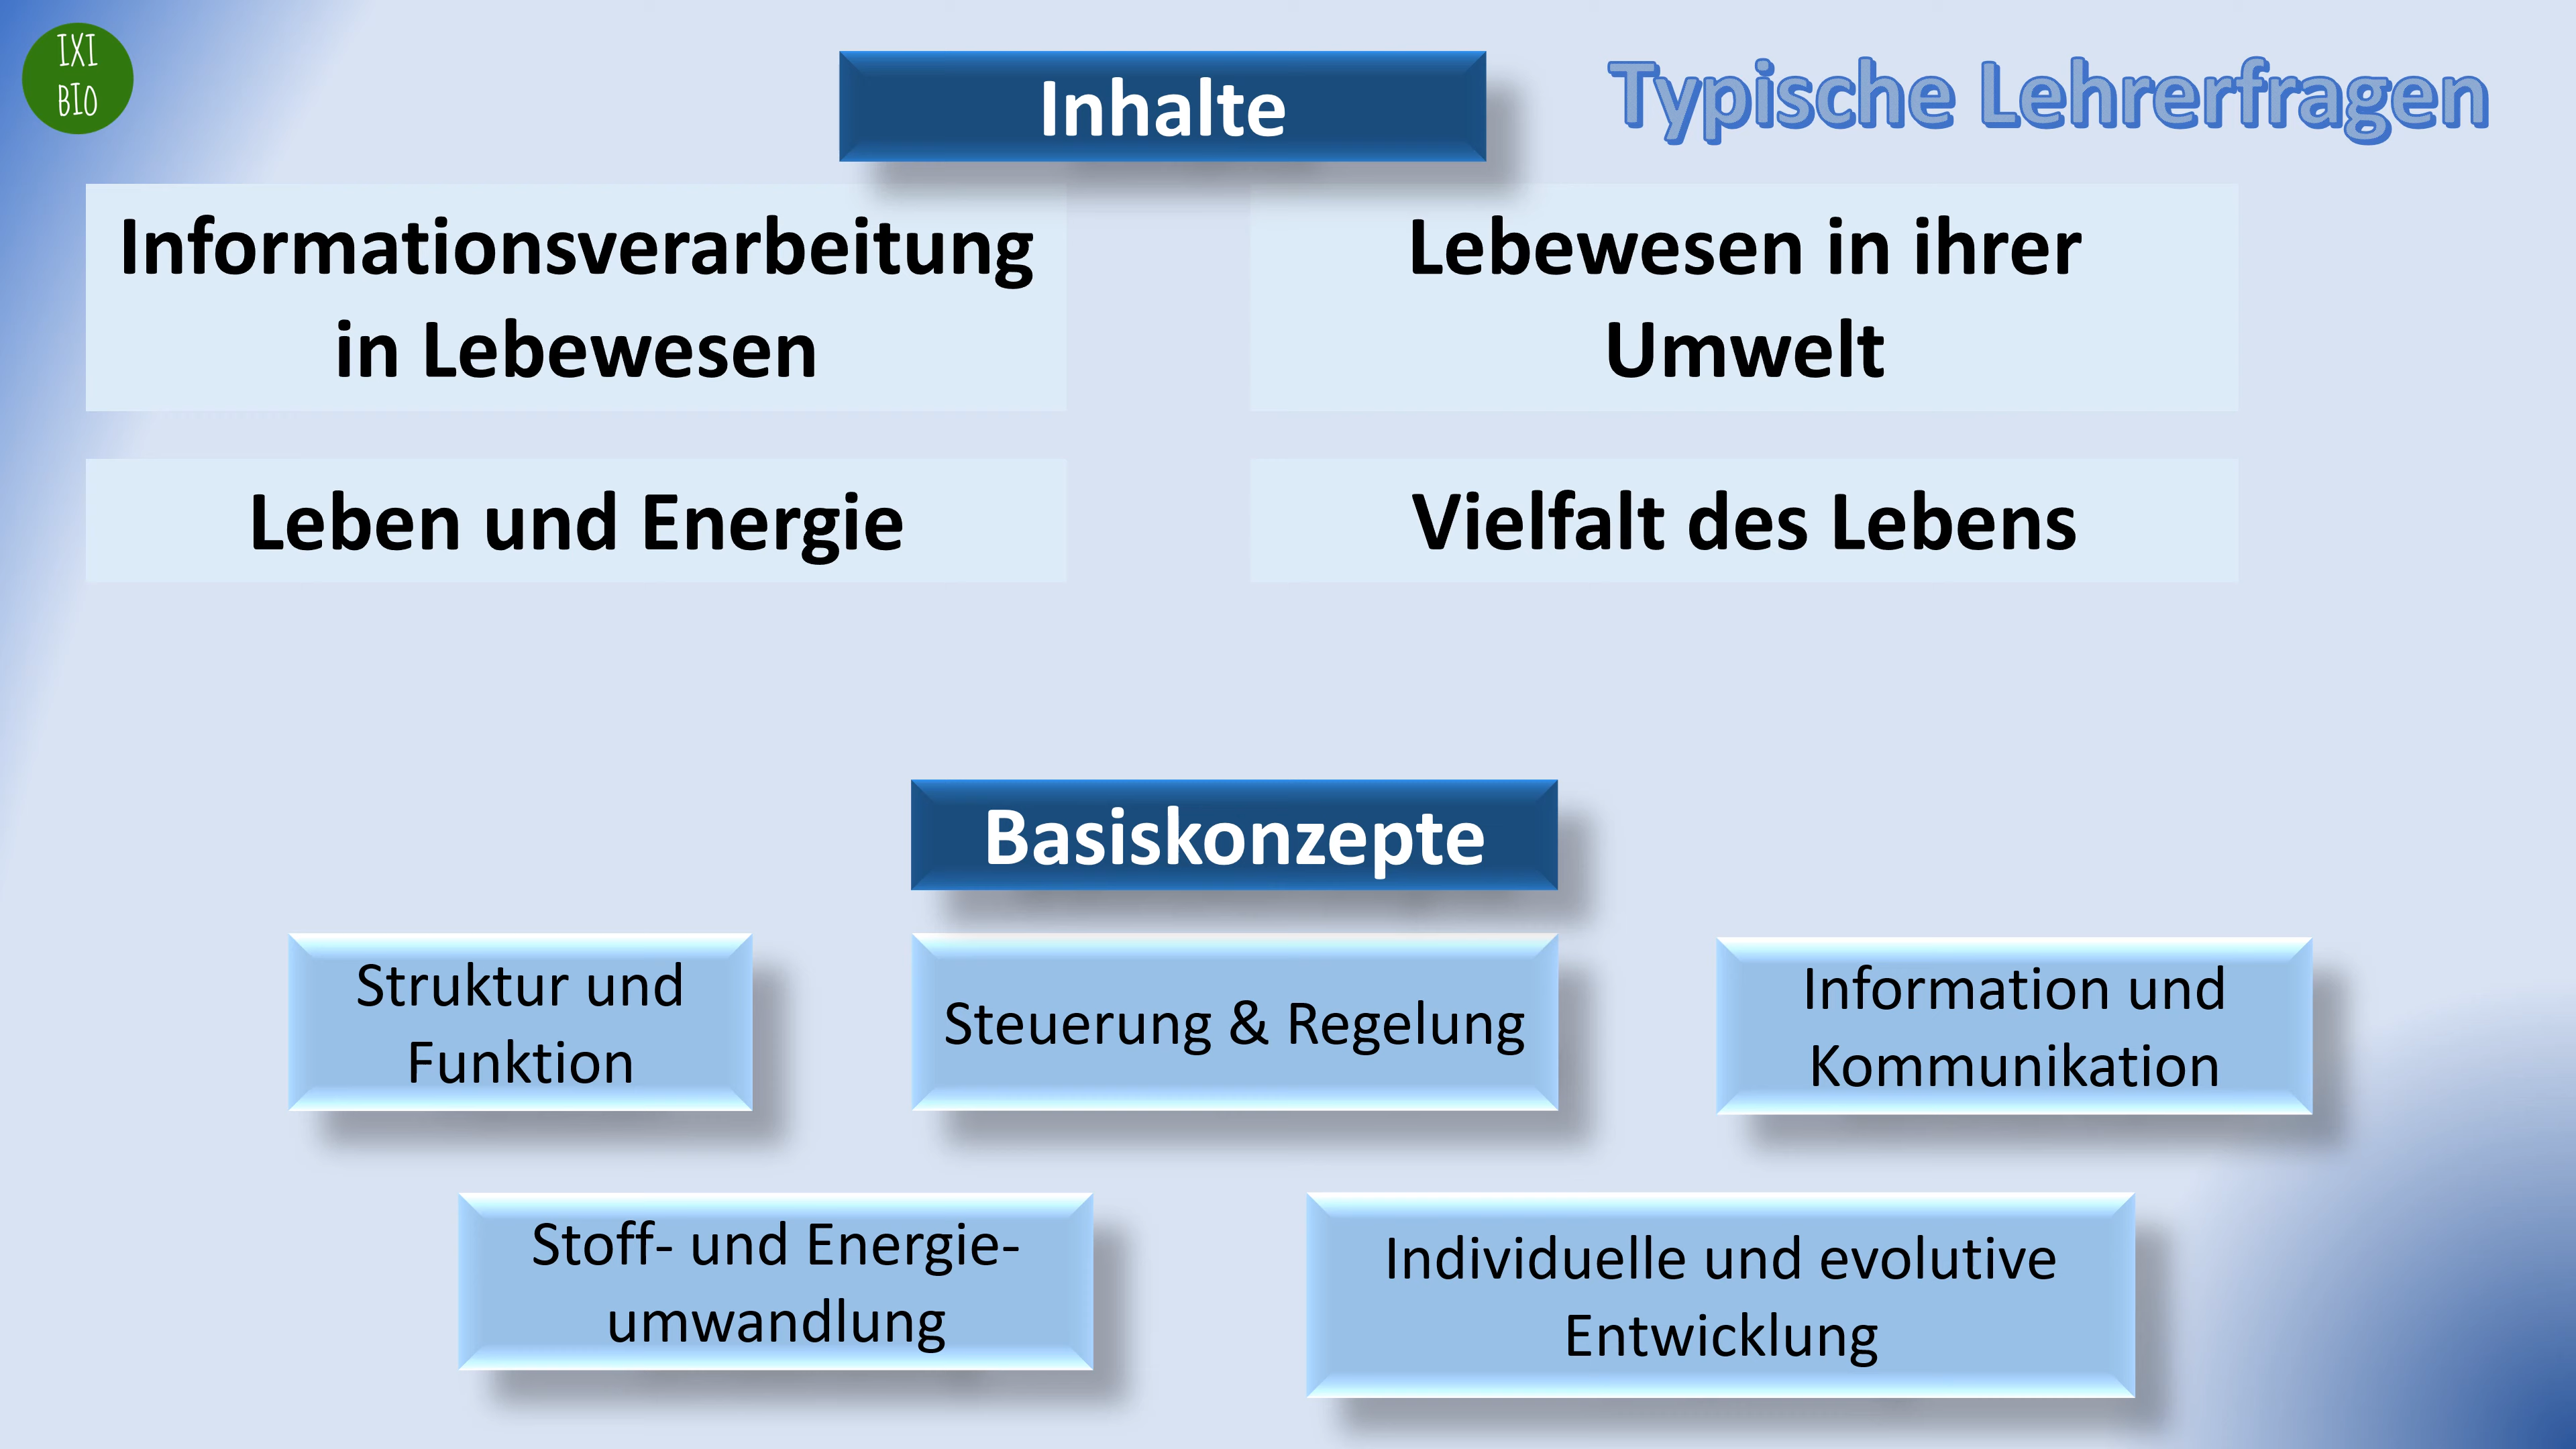 IXI
BIO
Inhalte
Typische Lehrerfragen
Informationsverarbeitung
in Lebewesen
Lebewesen in ihrer
Umwelt
Leben und Energie
Vielfalt des Lebens
Basiskonzepte
Struktur und
Funktion
Steuerung & Regelung
Information und
Kommunikation
Stoff- und Energie-
umwandlung
Individuelle und evolutive
Entwicklung